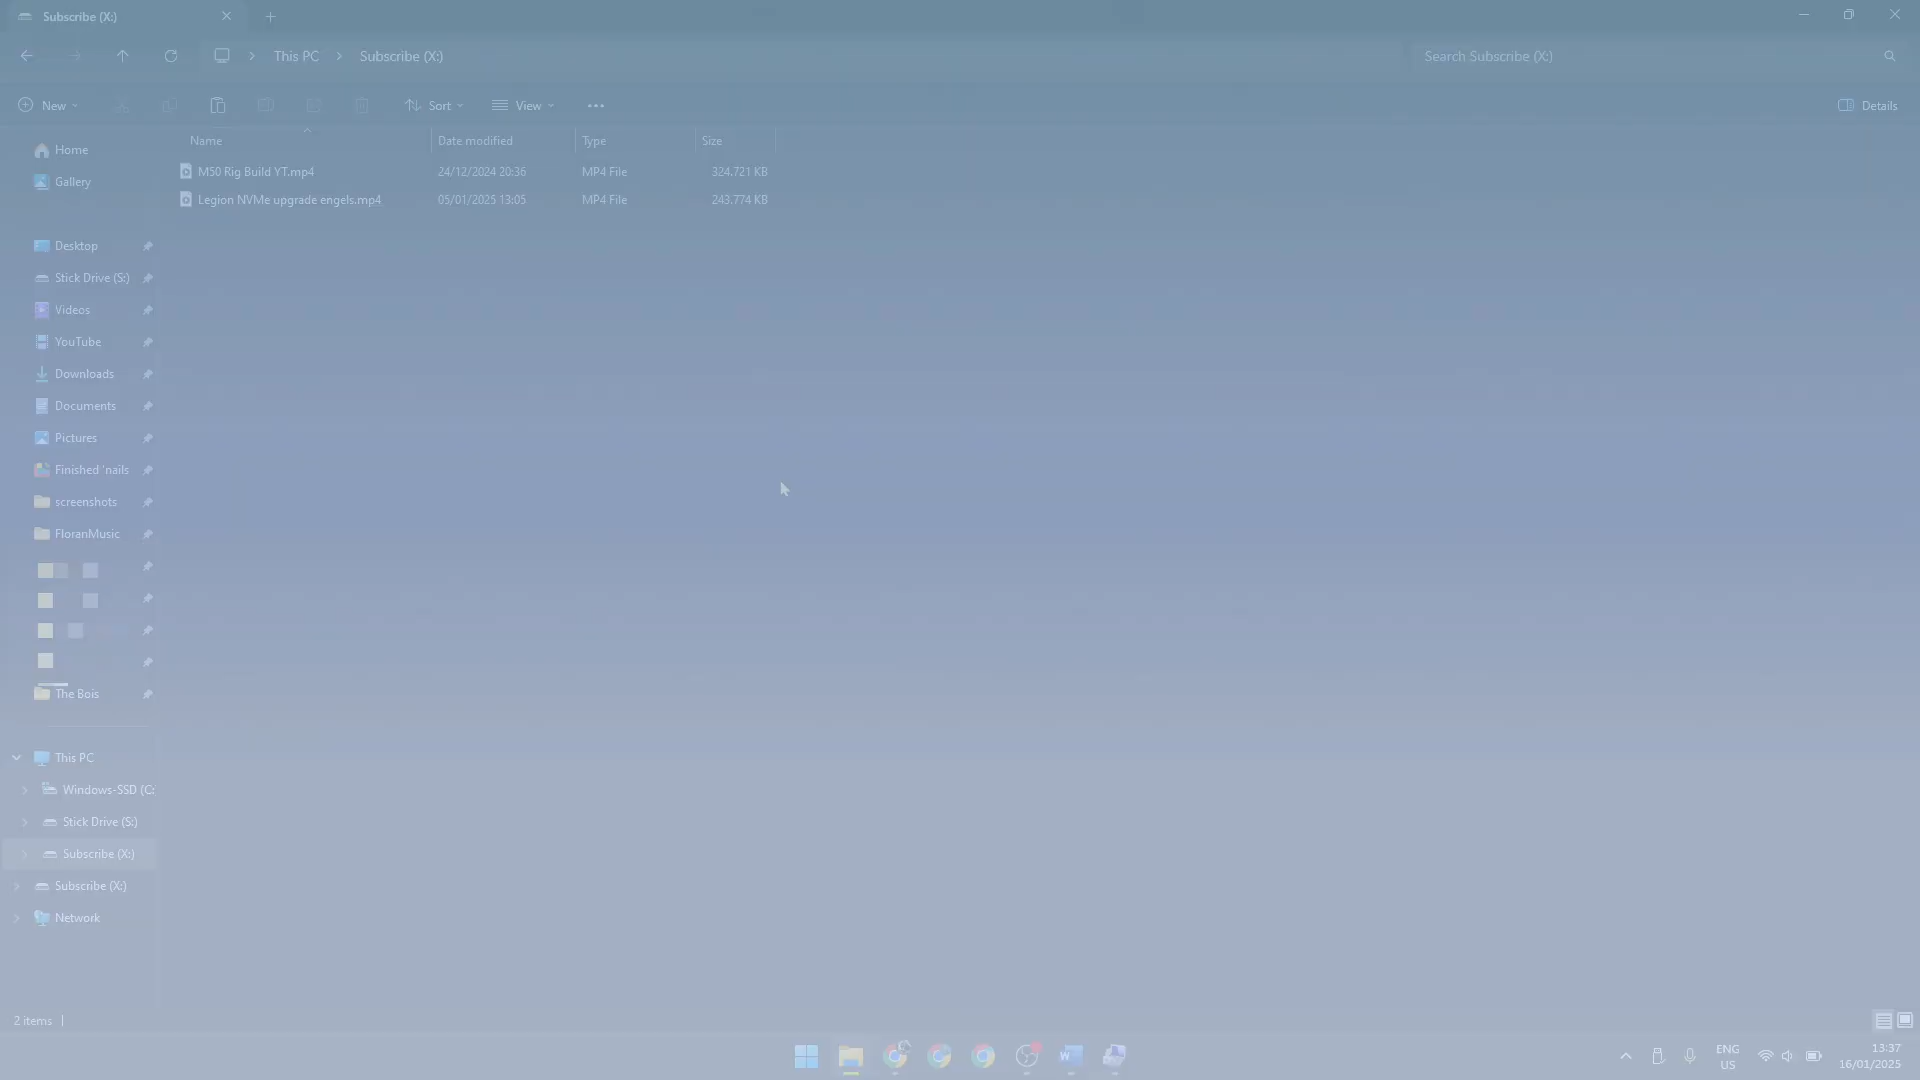 Subscribe (X:)
This PC
Subscribe (X:)
Search Subscribe (X:)
New
Sort
View
Details
Name
Date modified
Type
Size
M50 Rig Build YT.mp4
24/12/2024 20:36
MP4 File
324.721 KB
Legion NVMe upgrade engels.mp4
05/01/2025 13:05
MP4 File
243.774 KB
Home
Gallery
Desktop
Stick Drive (S:)
Videos
YouTube
Downloads
Documents
Pictures
Finished 'nails
screenshots
FloranMusic
The Bois
This PC
Windows-SSD (C:
Stick Drive (S:)
Subscribe (X:)
Subscribe (X:)
Network
2 items
ENG
US
13:37
16/01/2025